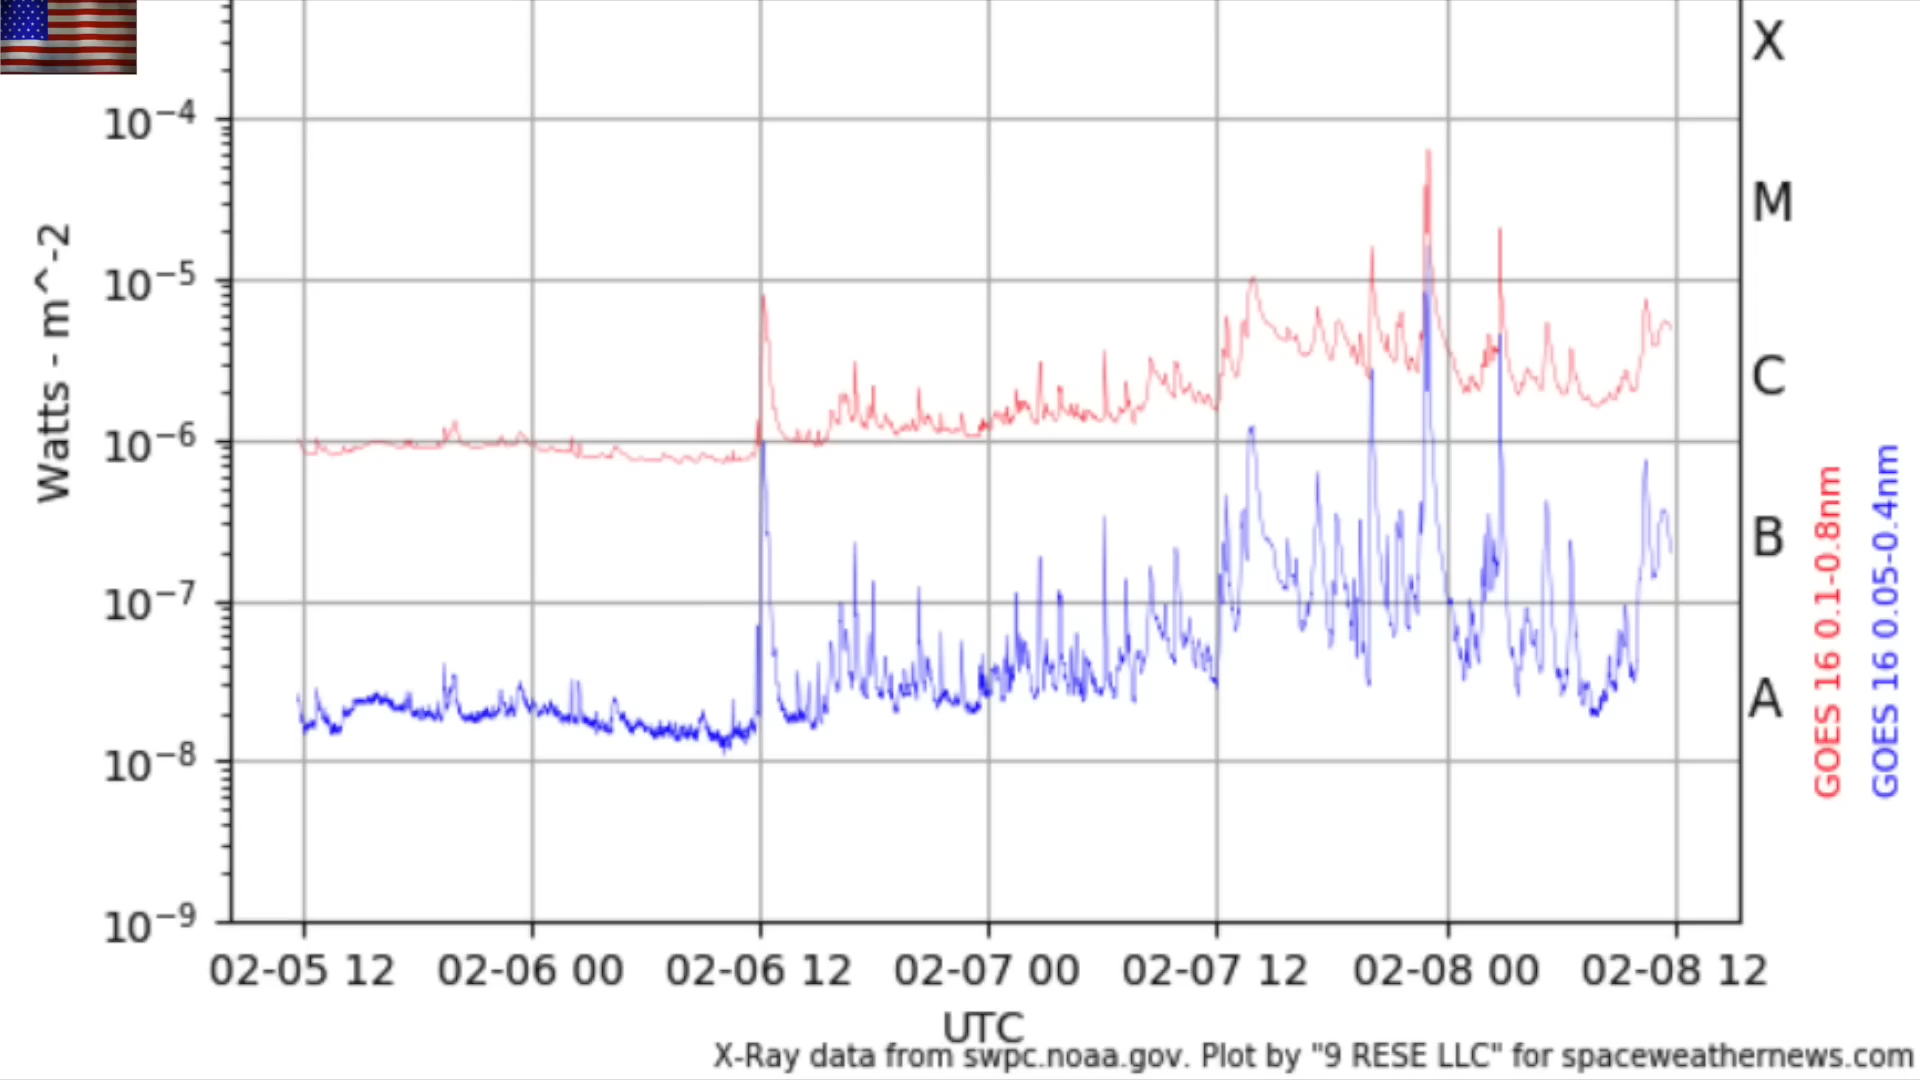 X
10−4
M
10−5
C
10−6
B
10−7
A
10−8
10−9
Watts - m^-2
GOES 16 0.1-0.8nm
GOES 16 0.05-0.4nm
02-05 12 02-06 00 02-06 12 02-07 00 02-07 12 02-08 00 02-08 12
UTC
X-Ray data from swpc.noaa.gov. Plot by "9 RESE LLC" for spaceweathernews.com